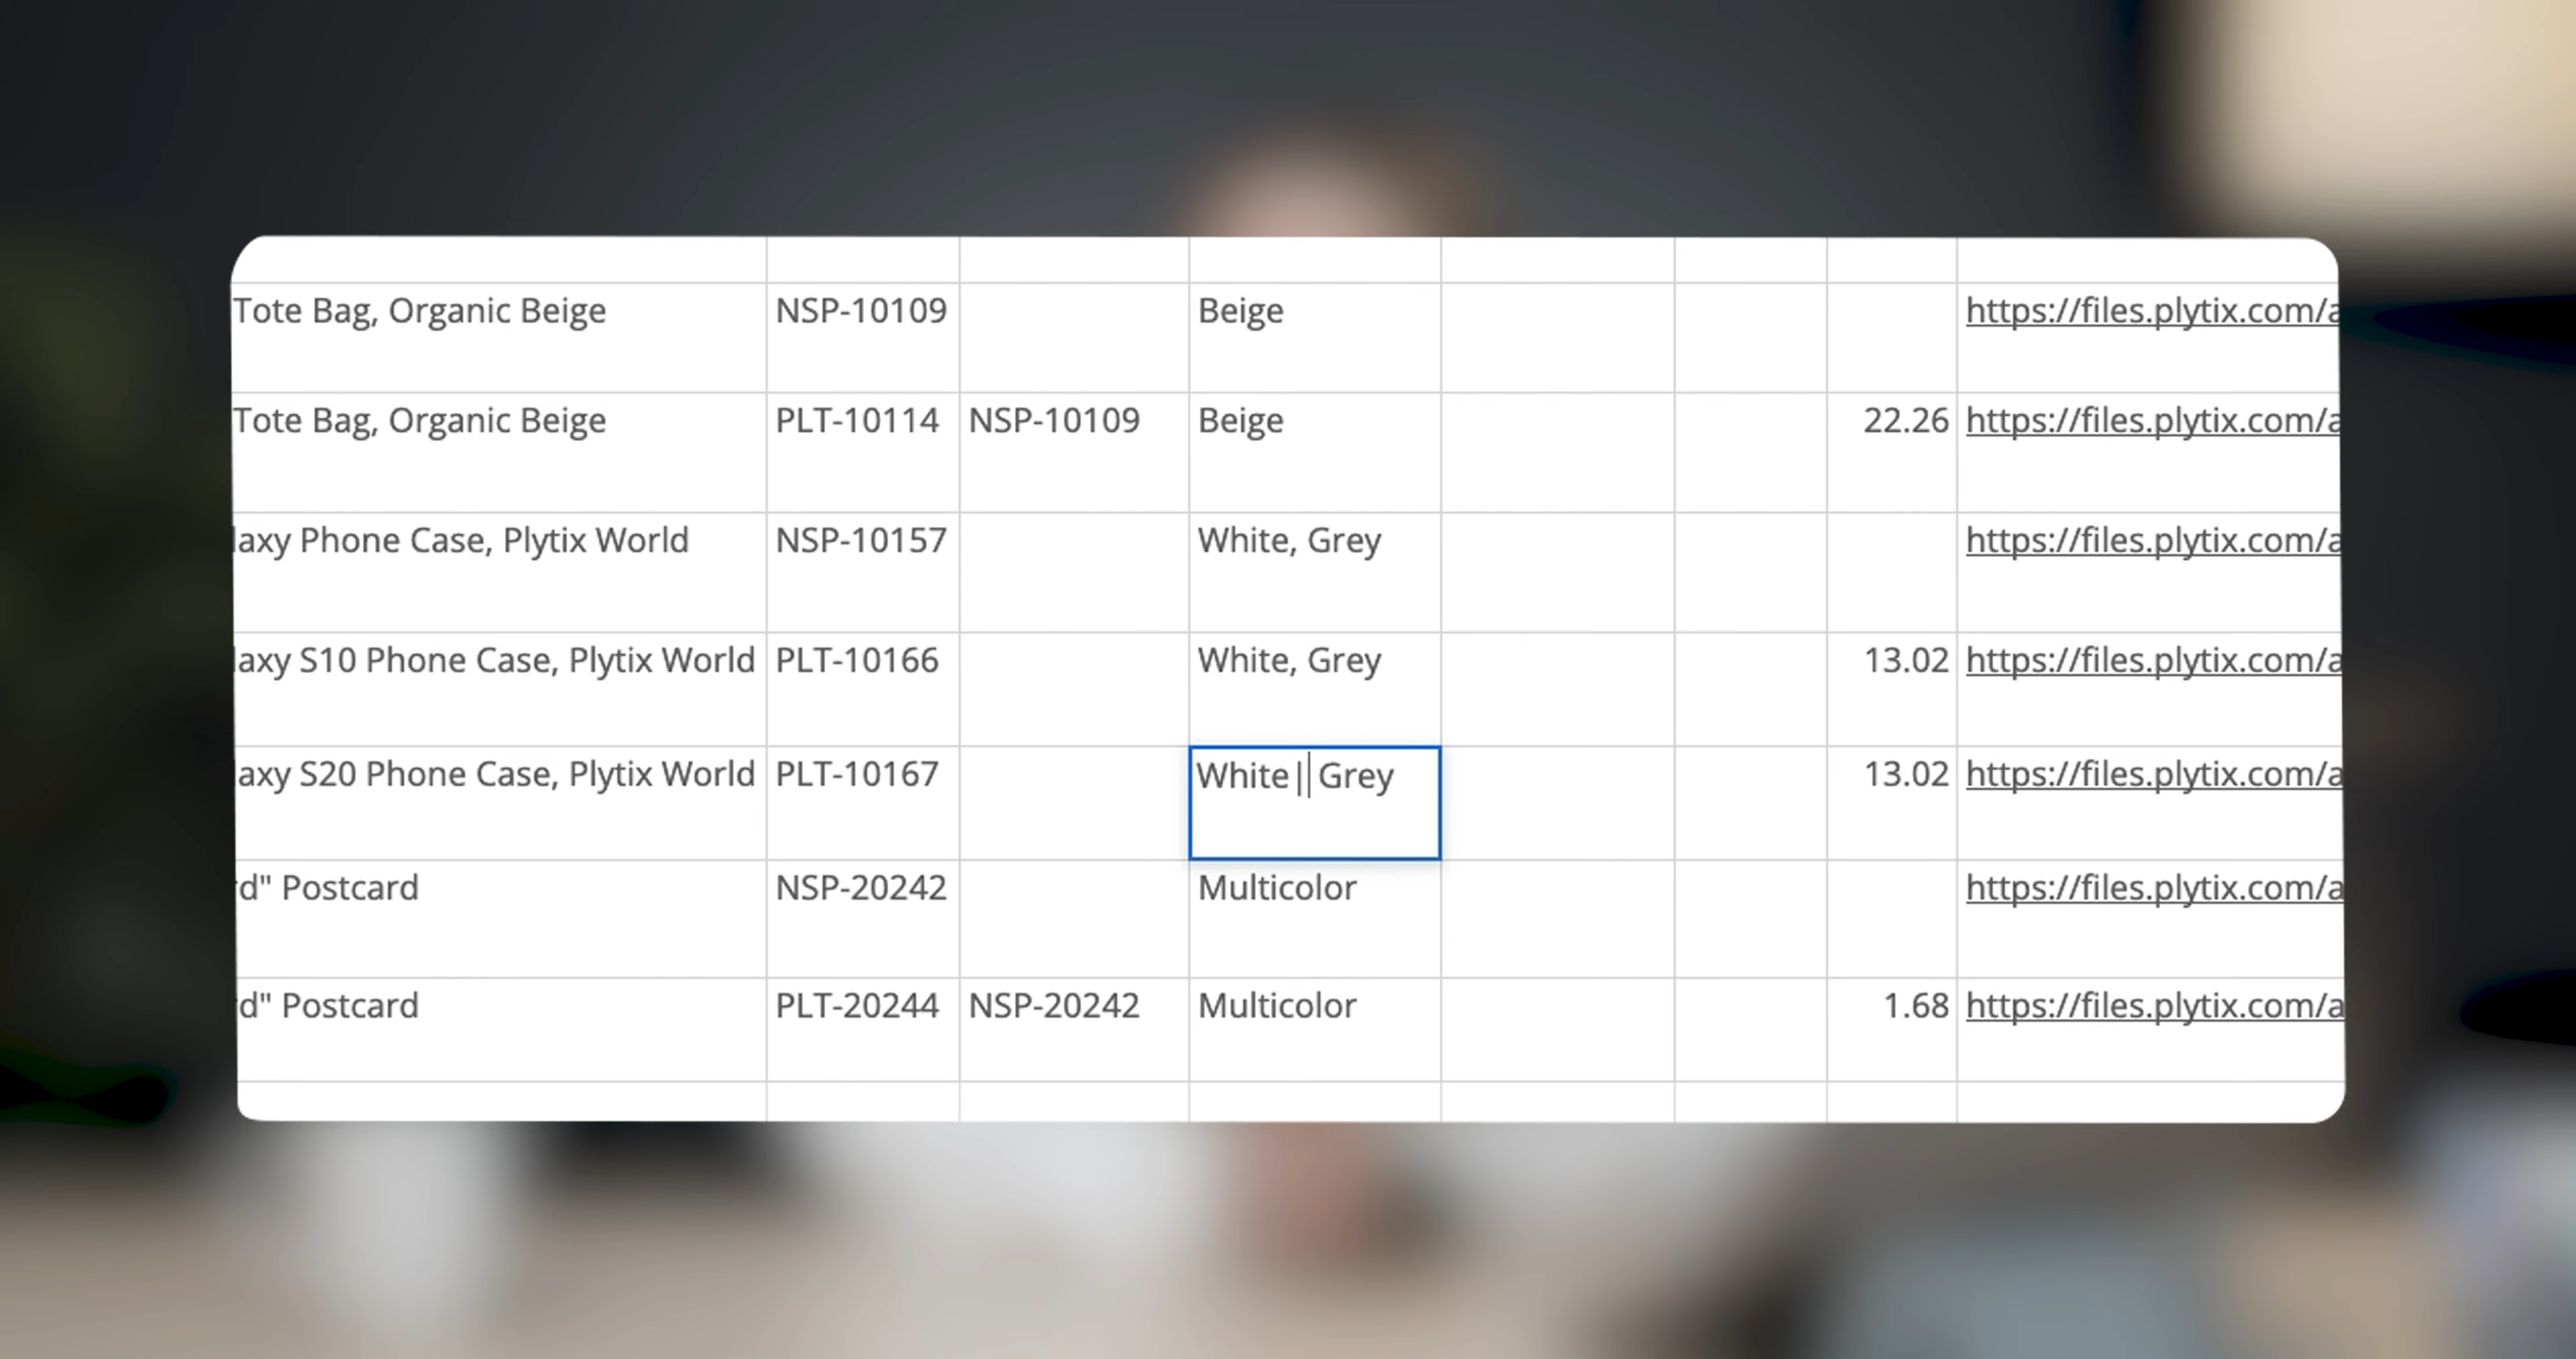 Tote Bag, Organic Beige NSP-10109 Beige https://files.plytix.com/a
Tote Bag, Organic Beige PLT-10114 NSP-10109 Beige 22.26 https://files.plytix.com/a
laxy Phone Case, Plytix World NSP-10157 White, Grey https://files.plytix.com/a
laxy S10 Phone Case, Plytix World PLT-10166 White, Grey 13.02 https://files.plytix.com/a
axy S20 Phone Case, Plytix World PLT-10167 White| Grey 13.02 https://files.plytix.com/a
rd" Postcard NSP-20242 Multicolor https://files.plytix.com/a
rd" Postcard PLT-20244 NSP-20242 Multicolor 1.68 https://files.plytix.com/a